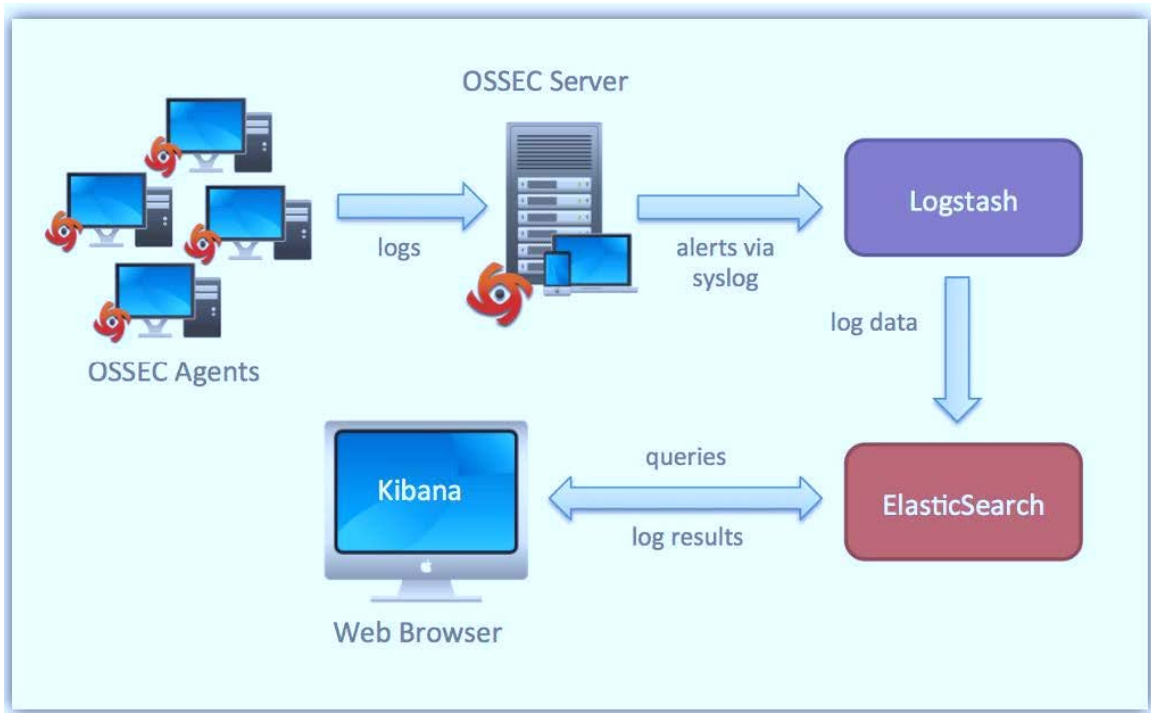 OSSEC Server
Logstash
logs
alerts via
syslog
OSSEC Agents
log data
Kibana
queries
log results
ElasticSearch
Web Browser